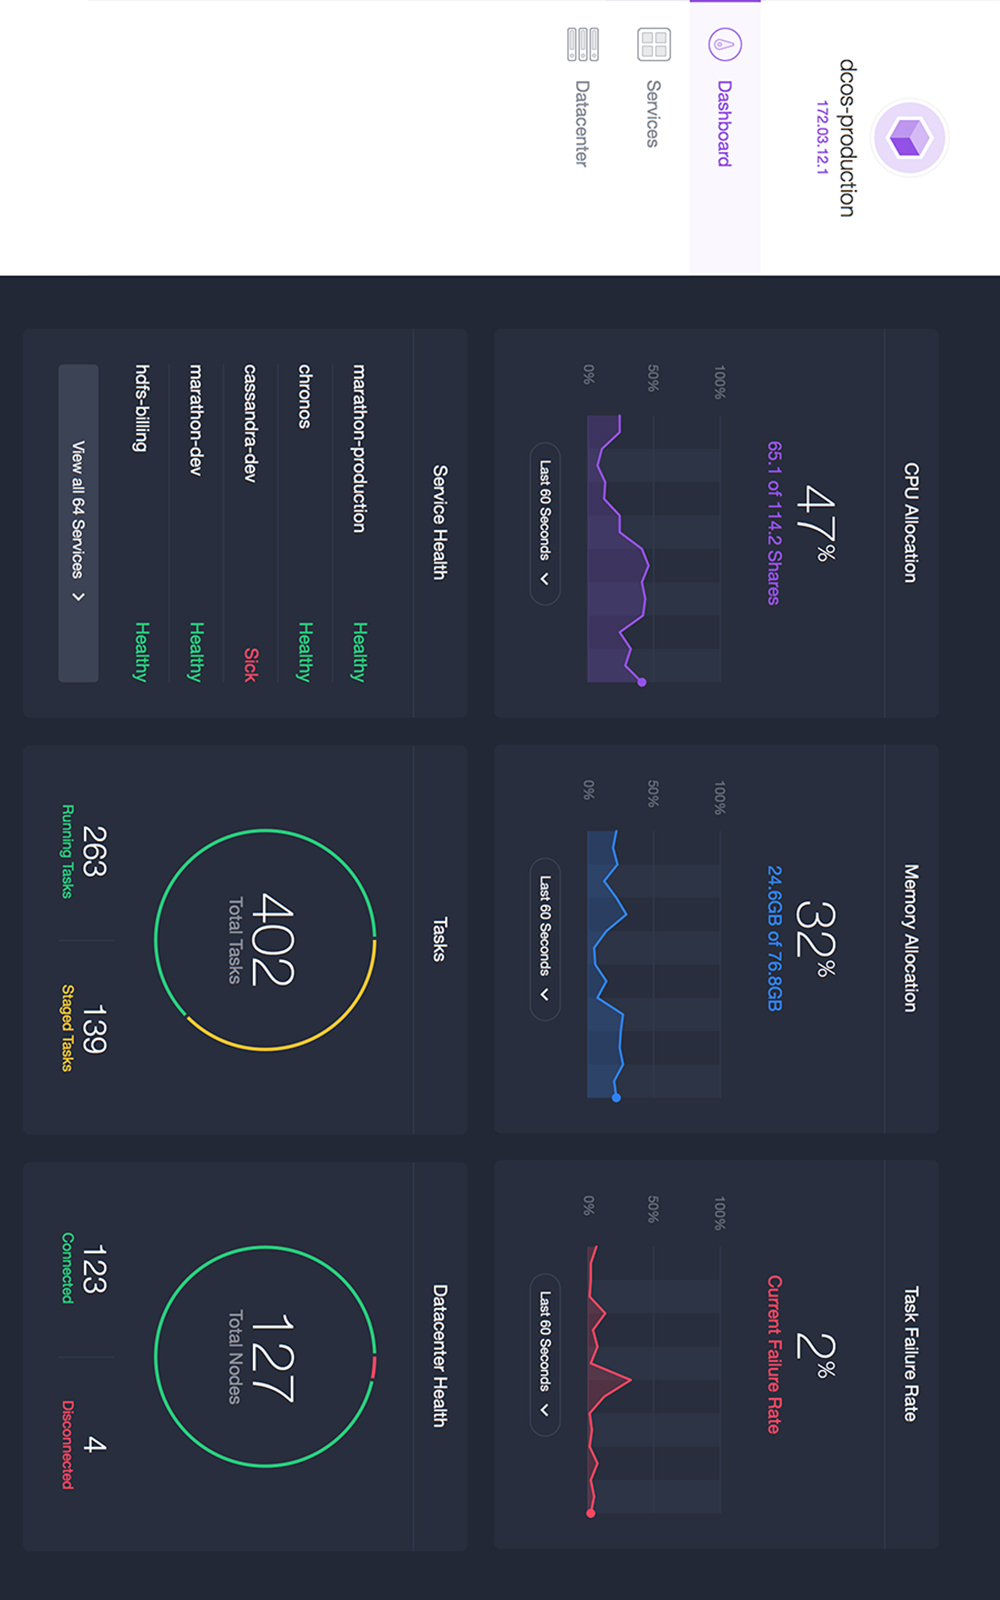 dcos-production
172.03.12.1
Dashboard
Services
Datacenter
CPU Allocation
47%
65.1 of 114.2 Shares
100%
50%
0%
Last 60 Seconds
Memory Allocation
32%
24.6GB of 76.8GB
100%
50%
0%
Last 60 Seconds
Task Failure Rate
2%
Current Failure Rate
100%
50%
0%
Last 60 Seconds
Service Health
marathon-production Healthy
chronos Healthy
cassandra-dev Sick
marathon-dev Healthy
hdfs-billing Healthy
View all 64 Services
Tasks
402
Total Tasks
263
Running Tasks
139
Staged Tasks
Datacenter Health
127
Total Nodes
123
Connected
4
Disconnected